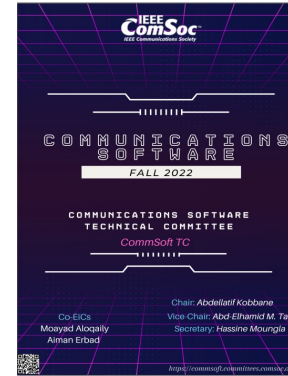 IEEE
ComSoc™
IEEE Communications Society
COMMUNICATIONS
SOFTWARE
FALL 2022
COMMUNICATIONS SOFTWARE
TECHNICAL COMMITTEE
CommSoft TC
Chair: Abdellatif Kobbane
Vice-Chair: Abd-Elhamid M. Ta
Secretary: Hassine Moungla
Co-EiCs
Moayad Aloqaily
Aiman Erbad
https://commsoft.committees.comsoc.o